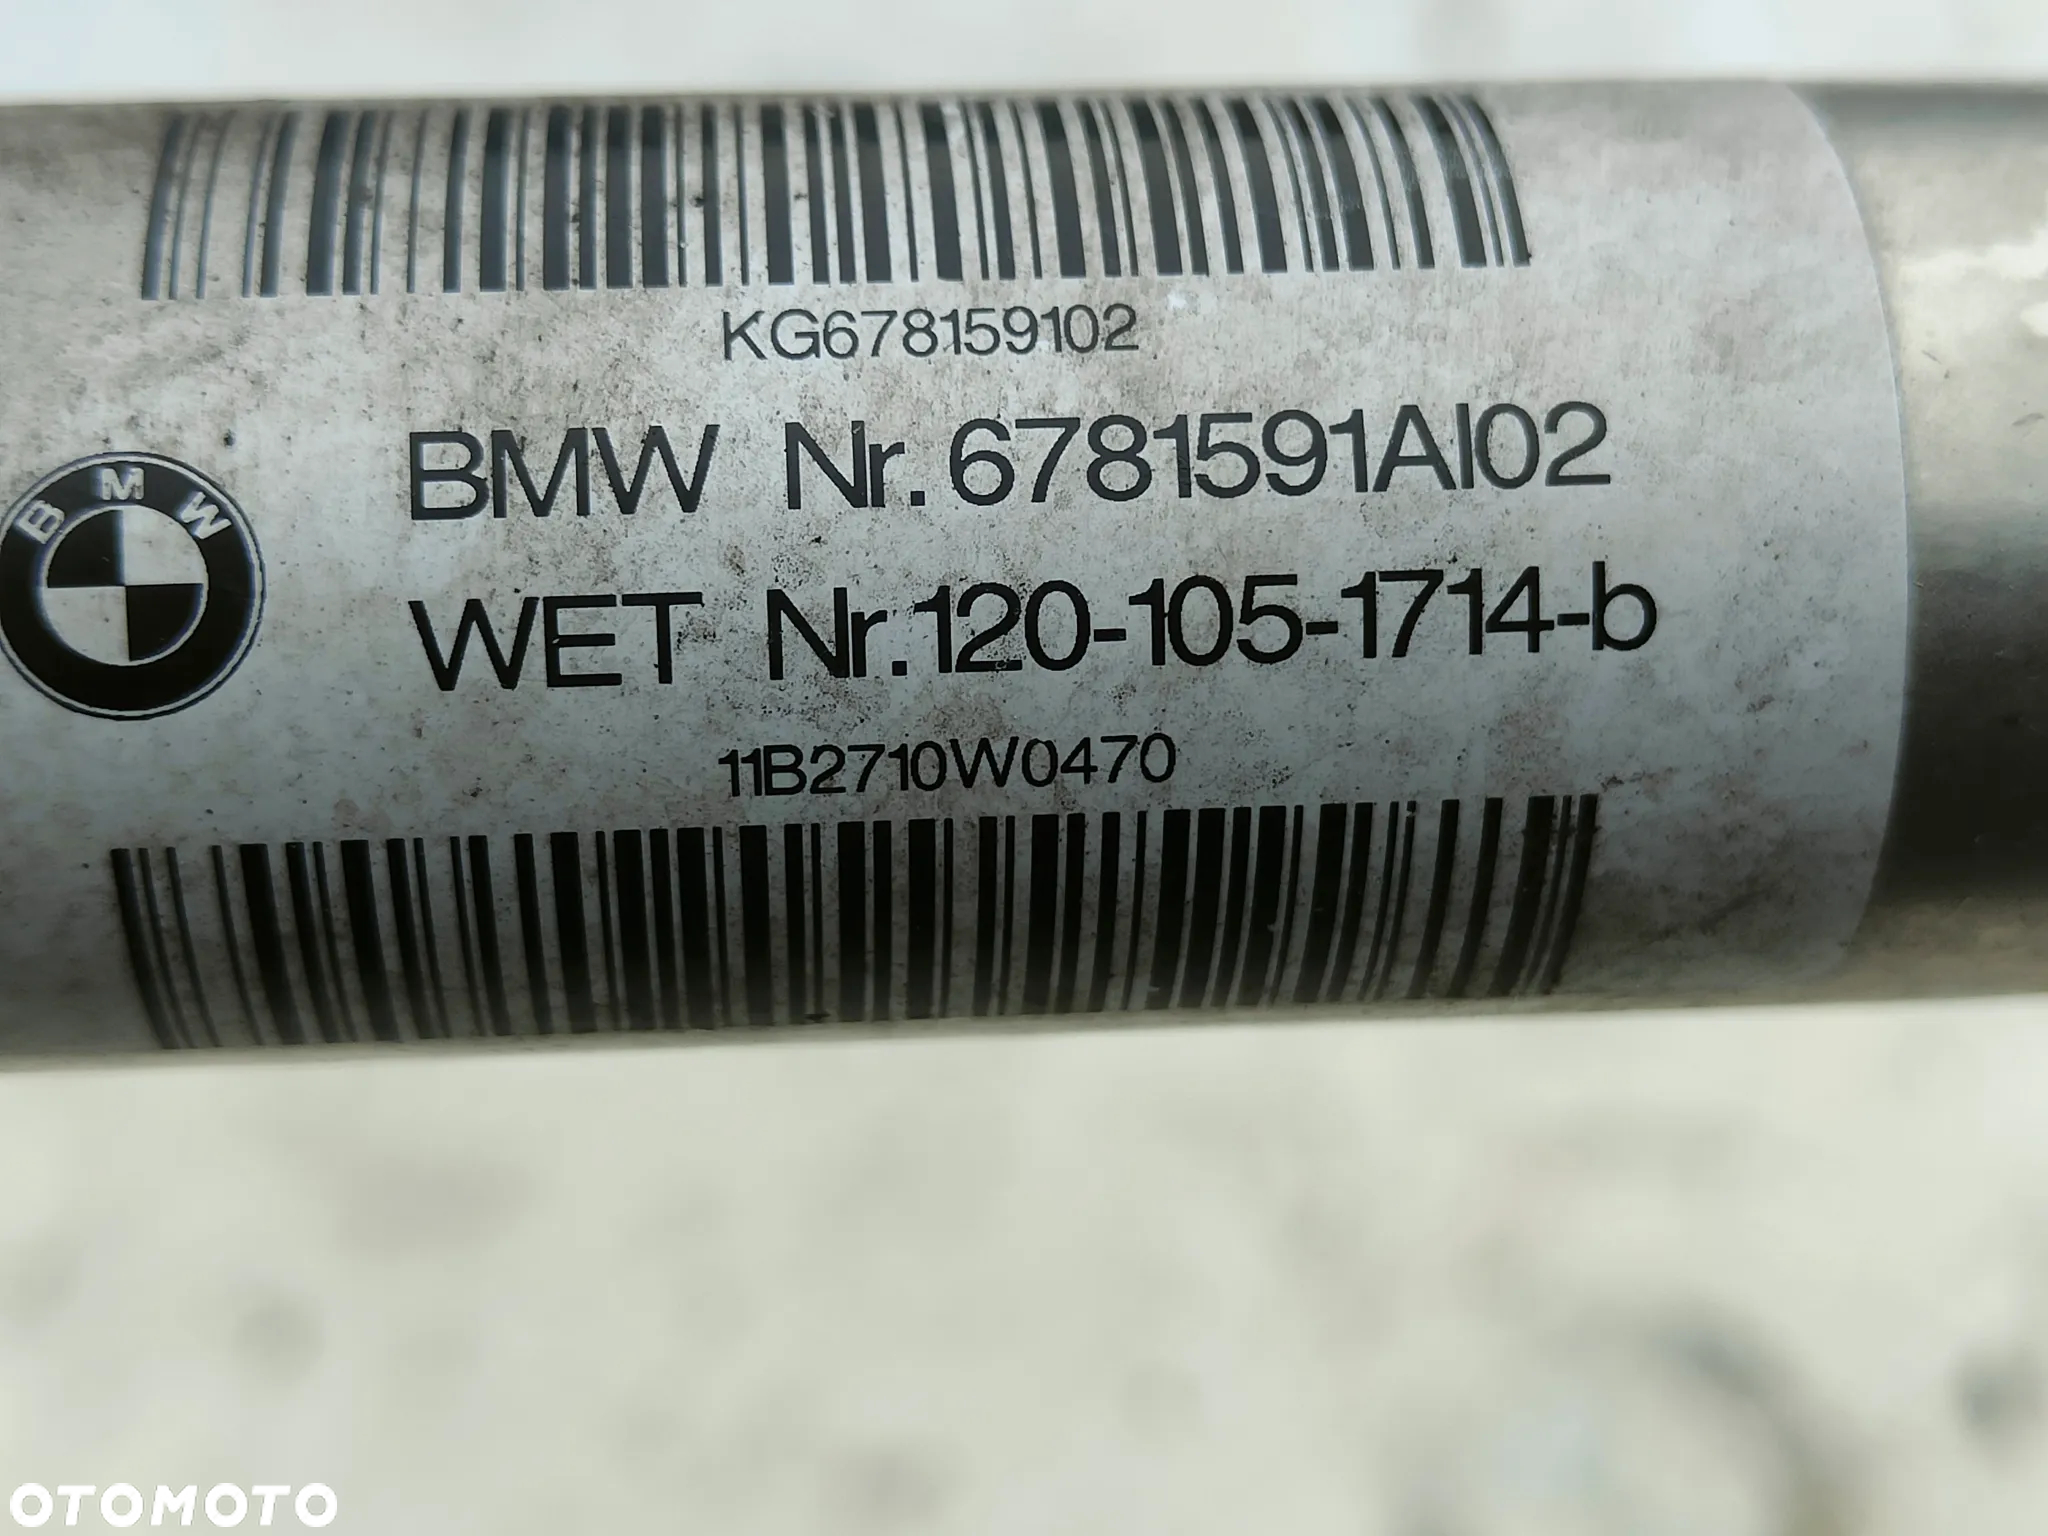 KG678159102
BMW Nr.6781591AI02
BMW
WET Nr.120-105-1714-b
11B2710W0470
OTOMOTO